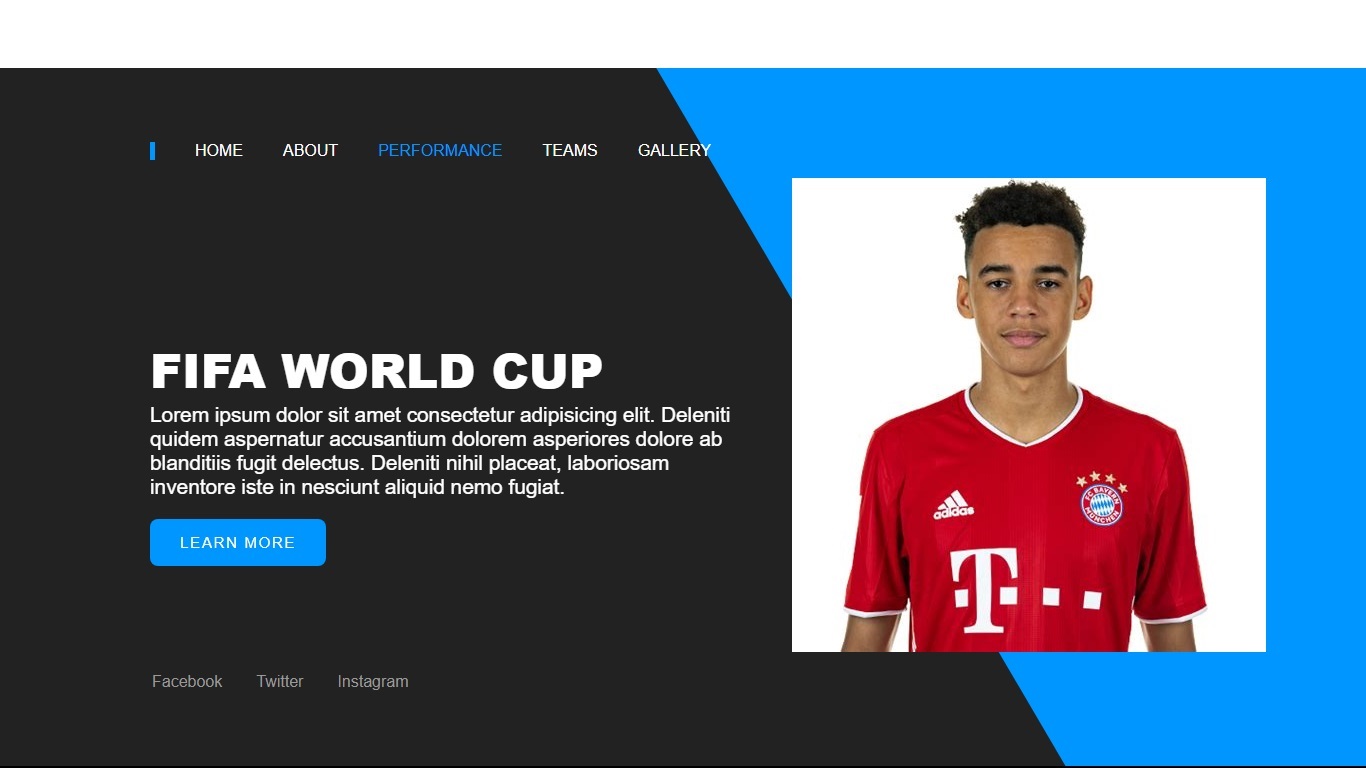 HOME ABOUT PERFORMANCE TEAMS GALLERY
FIFA WORLD CUP
Lorem ipsum dolor sit amet consectetur adipisicing elit. Deleniti
quidem aspernatur accusantium dolorem asperiores dolore ab
blanditiis fugit delectus. Deleniti nihil placeat, laboriosam
inventore iste in nesciunt aliquid nemo fugiat.
LEARN MORE
adidas
FC BAYERN
MÜNCHEN
T
Facebook Twitter Instagram